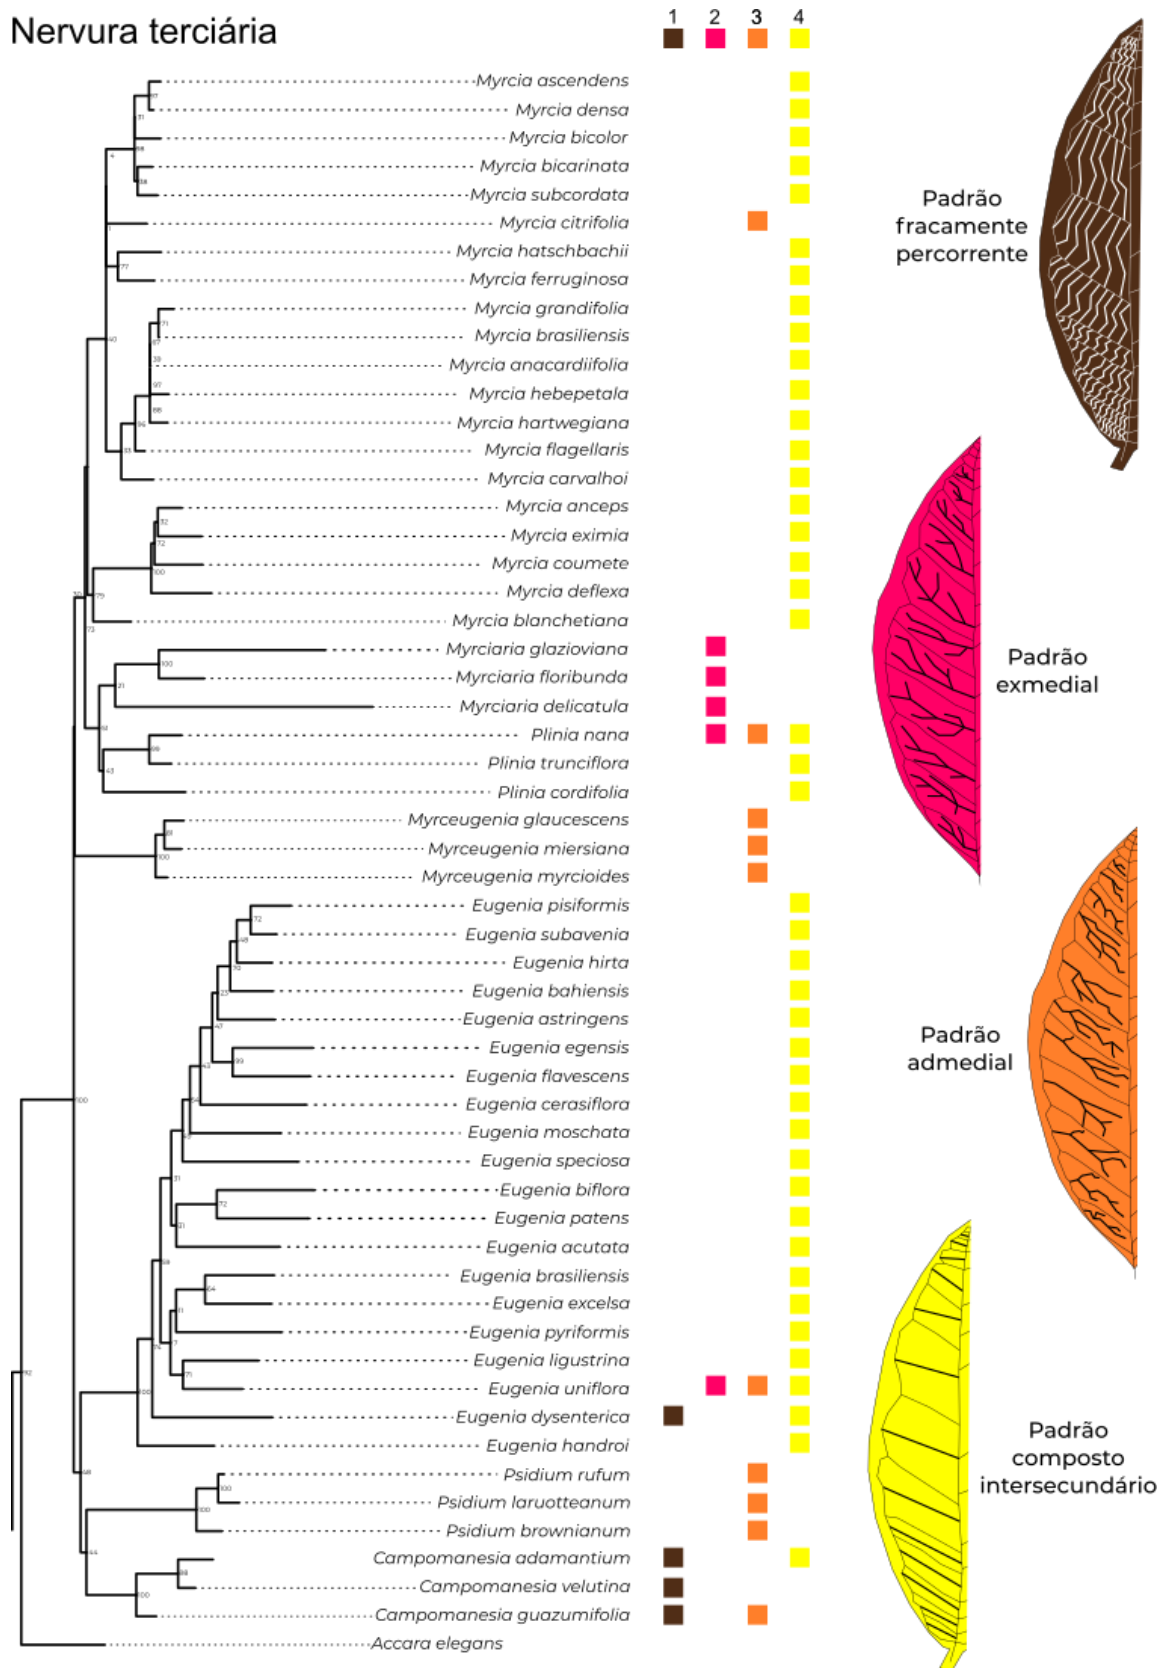 Nervura terciária
1 2 3 4
Myrcia ascendens
Myrcia densa
Myrcia bicolor
Myrcia bicarinata
Myrcia subcordata
Myrcia citrifolia
Myrcia hatschbachii
Myrcia ferruginosa
Myrcia grandifolia
Myrcia brasiliensis
Myrcia anacardiifolia
Myrcia hebepetala
Myrcia hartwegiana
Myrcia flagellaris
Myrcia carvalhoi
Myrcia anceps
Myrcia eximia
Myrcia coumete
Myrcia deflexa
Myrcia blanchetiana
Myrciaria glazioviana
Myrciaria floribunda
Myrciaria delicatula
Plinia nana
Plinia trunciflora
Plinia cordifolia
Myrceugenia glaucescens
Myrceugenia miersiana
Myrceugenia myrcioides
Eugenia pisiformis
Eugenia subavenia
Eugenia hirta
Eugenia bahiensis
Eugenia astringens
Eugenia egensis
Eugenia flavescens
Eugenia cerasiflora
Eugenia moschata
Eugenia speciosa
Eugenia biflora
Eugenia patens
Eugenia acutata
Eugenia brasiliensis
Eugenia excelsa
Eugenia pyriformis
Eugenia ligustrina
Eugenia uniflora
Eugenia dysenterica
Eugenia handroi
Psidium rufum
Psidium laruotteanum
Psidium brownianum
Campomanesia adamantium
Campomanesia velutina
Campomanesia guazumifolia
Accara elegans
Padrão
fracamente
percorrente
Padrão
exmedial
Padrão
admedial
Padrão
composto
intersecundário